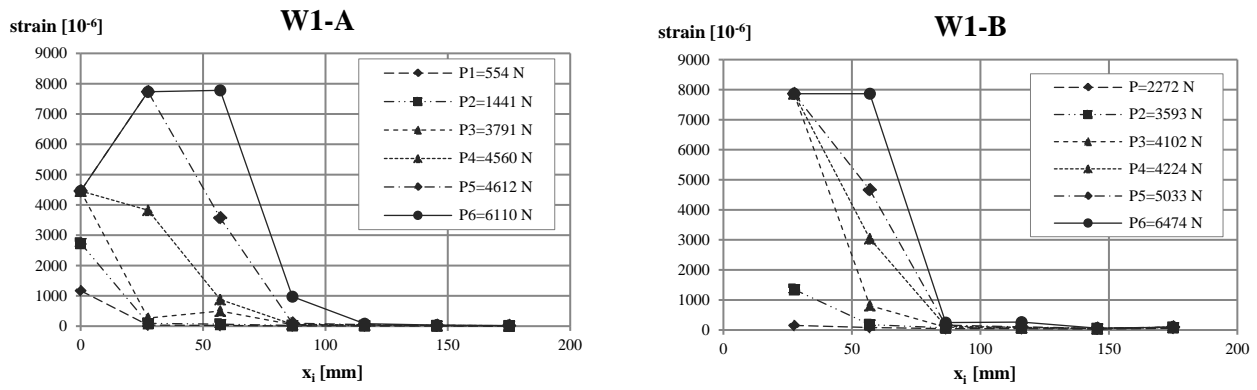 W1-A
strain [10⁻⁶]
9000
8000
7000
6000
5000
4000
3000
2000
1000
0
0 50 100 150 200
xᵢ [mm]
P1=554 N
P2=1441 N
P3=3791 N
P4=4560 N
P5=4612 N
P6=6110 N
W1-B
strain [10⁻⁶]
9000
8000
7000
6000
5000
4000
3000
2000
1000
0
0 50 100 150 200
xᵢ [mm]
P=2272 N
P2=3593 N
P3=4102 N
P4=4224 N
P5=5033 N
P6=6474 N